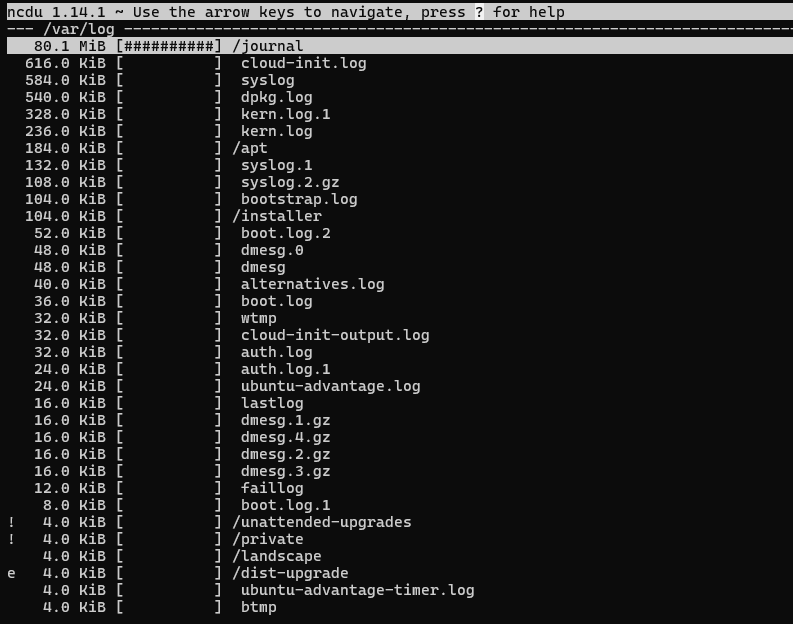 ncdu 1.14.1 ~ Use the arrow keys to navigate, press ? for help
--- /var/log --------------------------------------------------------------------------
   80.1 MiB [##########] /journal
  616.0 KiB [          ]  cloud-init.log
  584.0 KiB [          ]  syslog
  540.0 KiB [          ]  dpkg.log
  328.0 KiB [          ]  kern.log.1
  236.0 KiB [          ]  kern.log
  184.0 KiB [          ] /apt
  132.0 KiB [          ]  syslog.1
  108.0 KiB [          ]  syslog.2.gz
  104.0 KiB [          ]  bootstrap.log
  104.0 KiB [          ] /installer
   52.0 KiB [          ]  boot.log.2
   48.0 KiB [          ]  dmesg.0
   48.0 KiB [          ]  dmesg
   40.0 KiB [          ]  alternatives.log
   36.0 KiB [          ]  boot.log
   32.0 KiB [          ]  wtmp
   32.0 KiB [          ]  cloud-init-output.log
   32.0 KiB [          ]  auth.log
   24.0 KiB [          ]  auth.log.1
   24.0 KiB [          ]  ubuntu-advantage.log
   16.0 KiB [          ]  lastlog
   16.0 KiB [          ]  dmesg.1.gz
   16.0 KiB [          ]  dmesg.4.gz
   16.0 KiB [          ]  dmesg.2.gz
   16.0 KiB [          ]  dmesg.3.gz
   12.0 KiB [          ]  faillog
    8.0 KiB [          ]  boot.log.1
!   4.0 KiB [          ] /unattended-upgrades
!   4.0 KiB [          ] /private
    4.0 KiB [          ] /landscape
e   4.0 KiB [          ] /dist-upgrade
    4.0 KiB [          ]  ubuntu-advantage-timer.log
    4.0 KiB [          ]  btmp